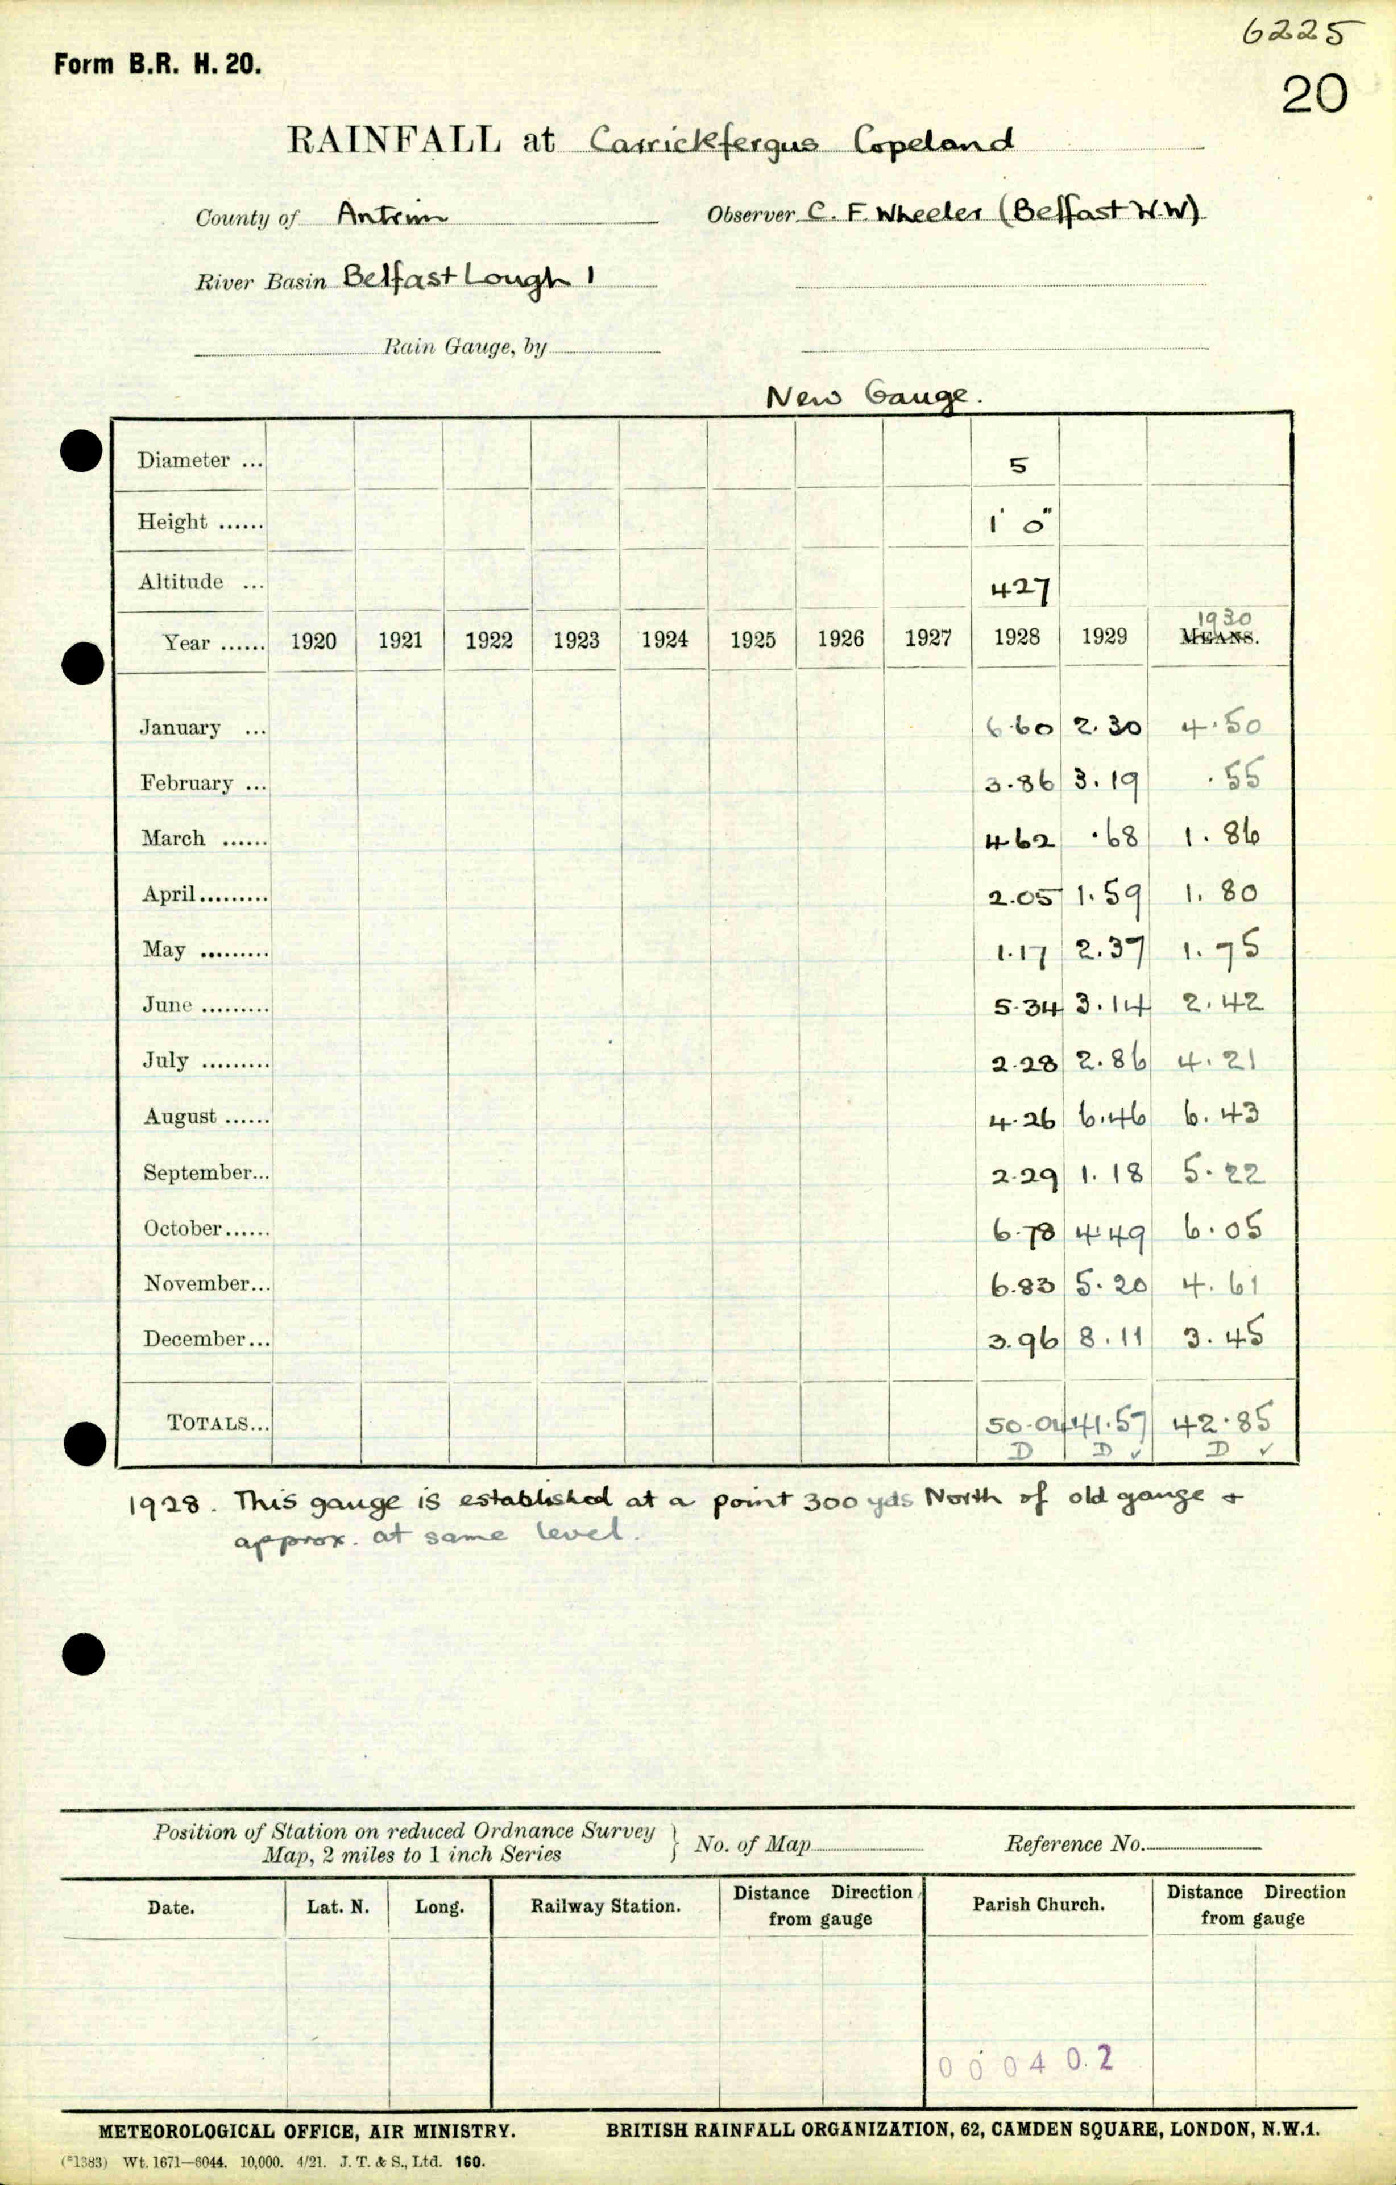 6225
Form B.R. H. 20.
20
RAINFALL at Carrickfergus Copeland
County of Antrim Observer C. F. Wheeler (Belfast W.W)
River Basin Belfast Lough 1
Rain Gauge, by
New Gauge.
Diameter ... 5
Height ...... 1' 0"
Altitude ... 427
1930
Year ...... 1920 1921 1922 1923 1924 1925 1926 1927 1928 1929 MEANS.
January ... 6.60 2.30 4.50
February ... 3.86 3.19 .55
March ...... 4.62 .68 1.86
April......... 2.05 1.59 1.80
May ......... 1.17 2.37 1.75
June ......... 5.34 3.14 2.42
July ......... 2.28 2.86 4.21
August ...... 4.26 6.46 6.43
September... 2.29 1.18 5.22
October...... 6.78 4.49 6.05
November... 6.83 5.20 4.61
December... 3.96 8.11 3.45
TOTALS... 50.04 41.57 42.85
D D ✓ D ✓
1928. This gauge is established at a point 300 yds North of old gauge +
approx. at same level.
Position of Station on reduced Ordnance Survey
Map, 2 miles to 1 inch Series } No. of Map Reference No.
Date. Lat. N. Long. Railway Station. Distance Direction from gauge Parish Church. Distance Direction from gauge
000402
METEOROLOGICAL OFFICE, AIR MINISTRY. BRITISH RAINFALL ORGANIZATION, 62, CAMDEN SQUARE, LONDON, N.W.1.
(*1383) Wt. 1671—6044. 10,000. 4/21. J. T. & S., Ltd. 160.